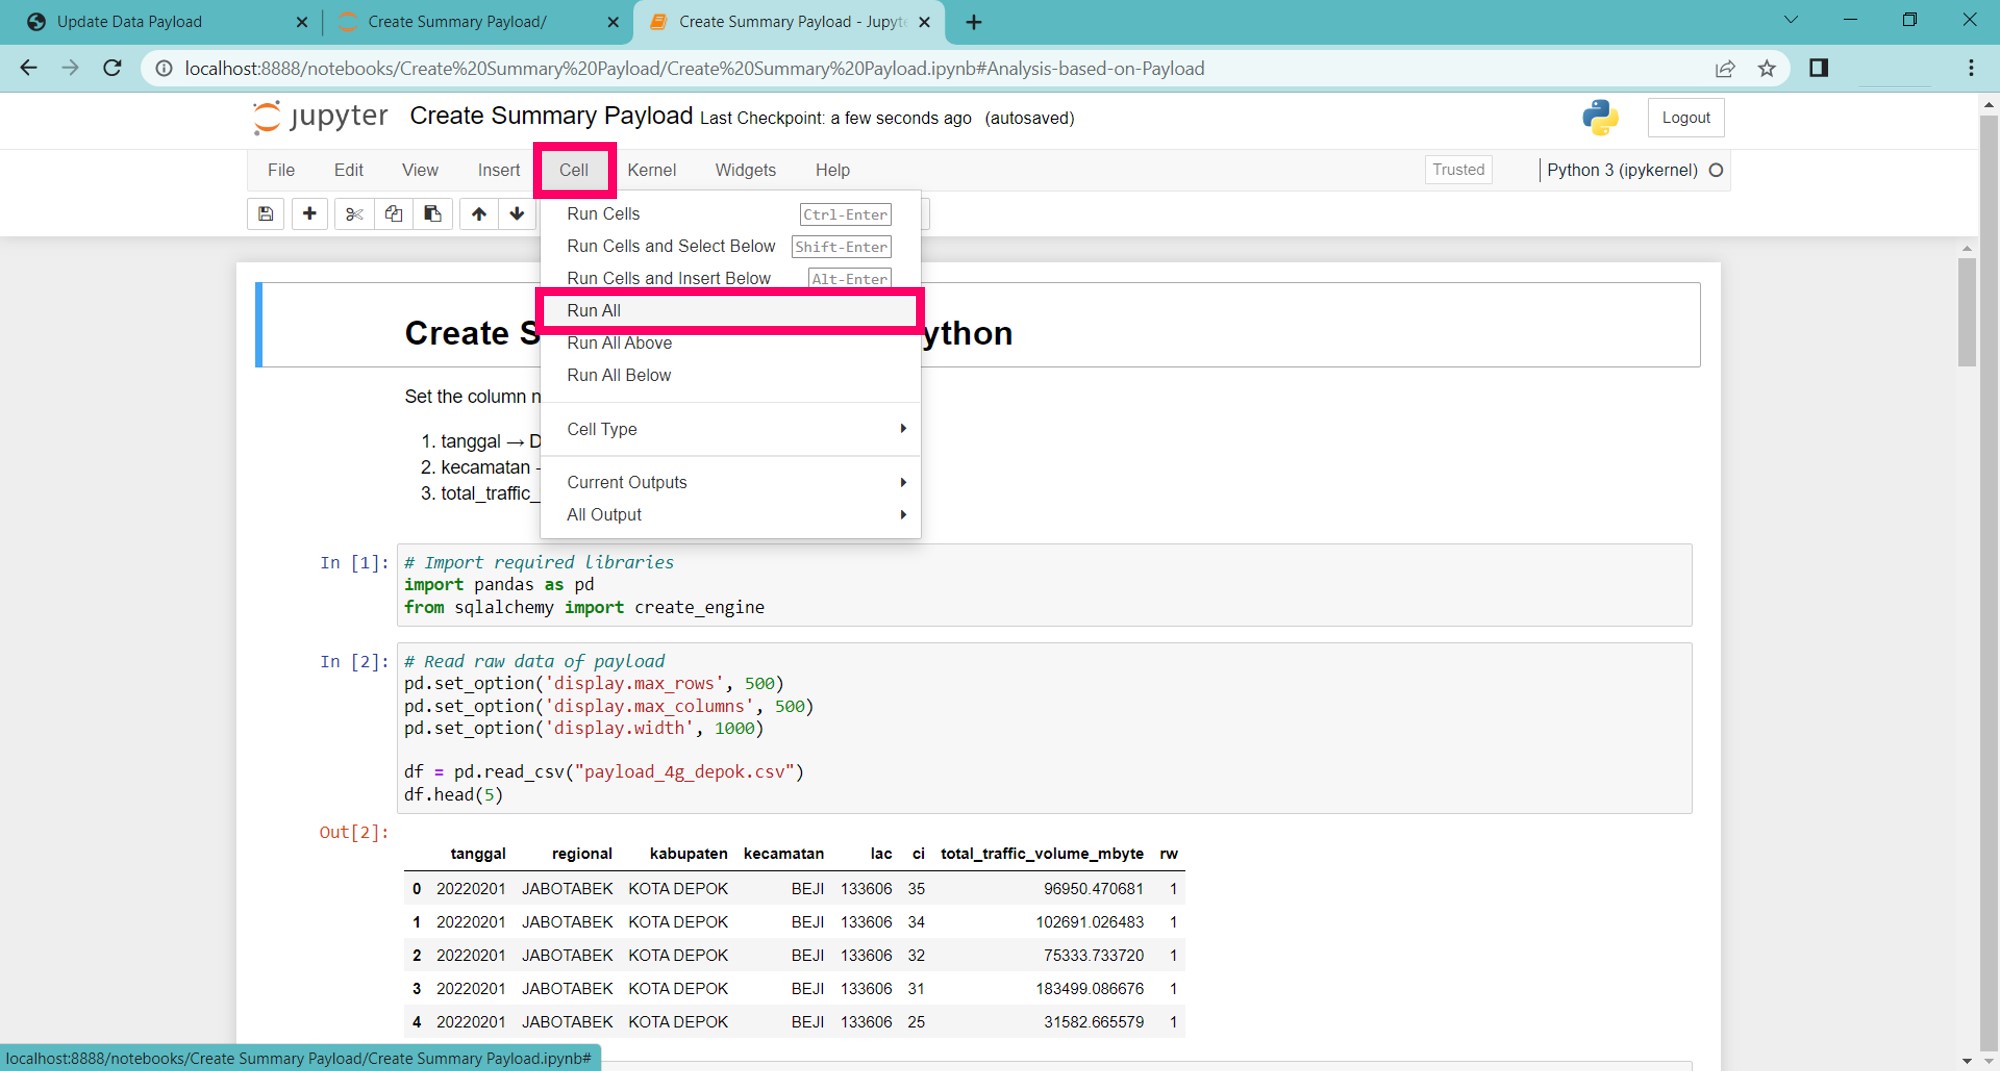 Update Data Payload
Create Summary Payload/
Create Summary Payload - Jupyt
localhost:8888/notebooks/Create%20Summary%20Payload/Create%20Summary%20Payload.ipynb#Analysis-based-on-Payload
jupyter Create Summary Payload Last Checkpoint: a few seconds ago (autosaved)
Logout
File Edit View Insert Cell Kernel Widgets Help
Trusted
Python 3 (ipykernel)
Run Cells Ctrl-Enter
Run Cells and Select Below Shift-Enter
Run Cells and Insert Below Alt-Enter
Run All
Run All Above
Run All Below
Cell Type
Current Outputs
All Output
Create S ython
Set the column n
1. tanggal → D
2. kecamatan -
3. total_traffic_
In [1]: # Import required libraries
import pandas as pd
from sqlalchemy import create_engine
In [2]: # Read raw data of payload
pd.set_option('display.max_rows', 500)
pd.set_option('display.max_columns', 500)
pd.set_option('display.width', 1000)
df = pd.read_csv("payload_4g_depok.csv")
df.head(5)
Out[2]:
tanggal regional kabupaten kecamatan lac ci total_traffic_volume_mbyte rw
0 20220201 JABOTABEK KOTA DEPOK BEJI 133606 35 96950.470681 1
1 20220201 JABOTABEK KOTA DEPOK BEJI 133606 34 102691.026483 1
2 20220201 JABOTABEK KOTA DEPOK BEJI 133606 32 75333.733720 1
3 20220201 JABOTABEK KOTA DEPOK BEJI 133606 31 183499.086676 1
4 20220201 JABOTABEK KOTA DEPOK BEJI 133606 25 31582.665579 1
localhost:8888/notebooks/Create Summary Payload/Create Summary Payload.ipynb#